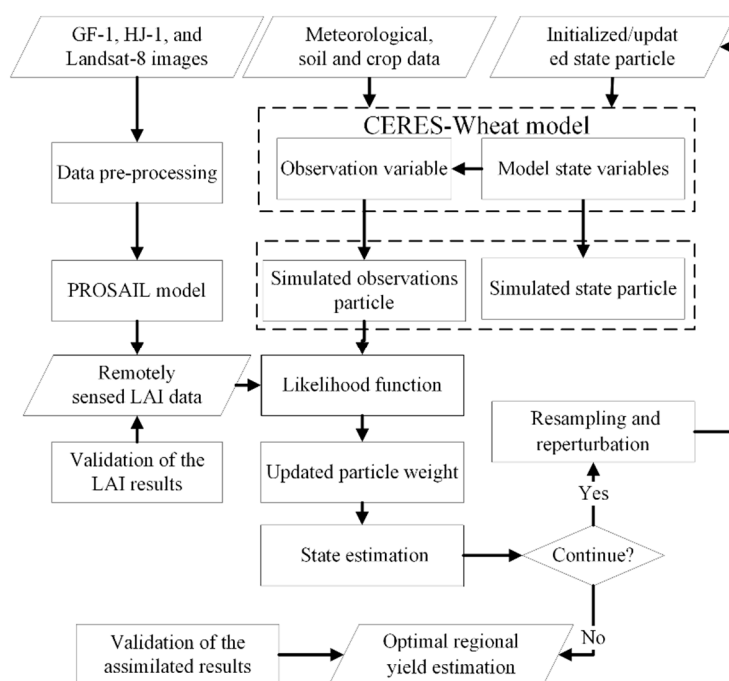 GF-1, HJ-1, and
Landsat-8 images
Meteorological,
soil and crop data
Initialized/updat
ed state particle
CERES-Wheat model
Data pre-processing
Observation variable
Model state variables
PROSAIL model
Simulated observations
particle
Simulated state particle
Remotely
sensed LAI data
Likelihood function
Resampling and
reperturbation
Validation of the
LAI results
Updated particle weight
Yes
State estimation
Continue?
No
Validation of the
assimilated results
Optimal regional
yield estimation